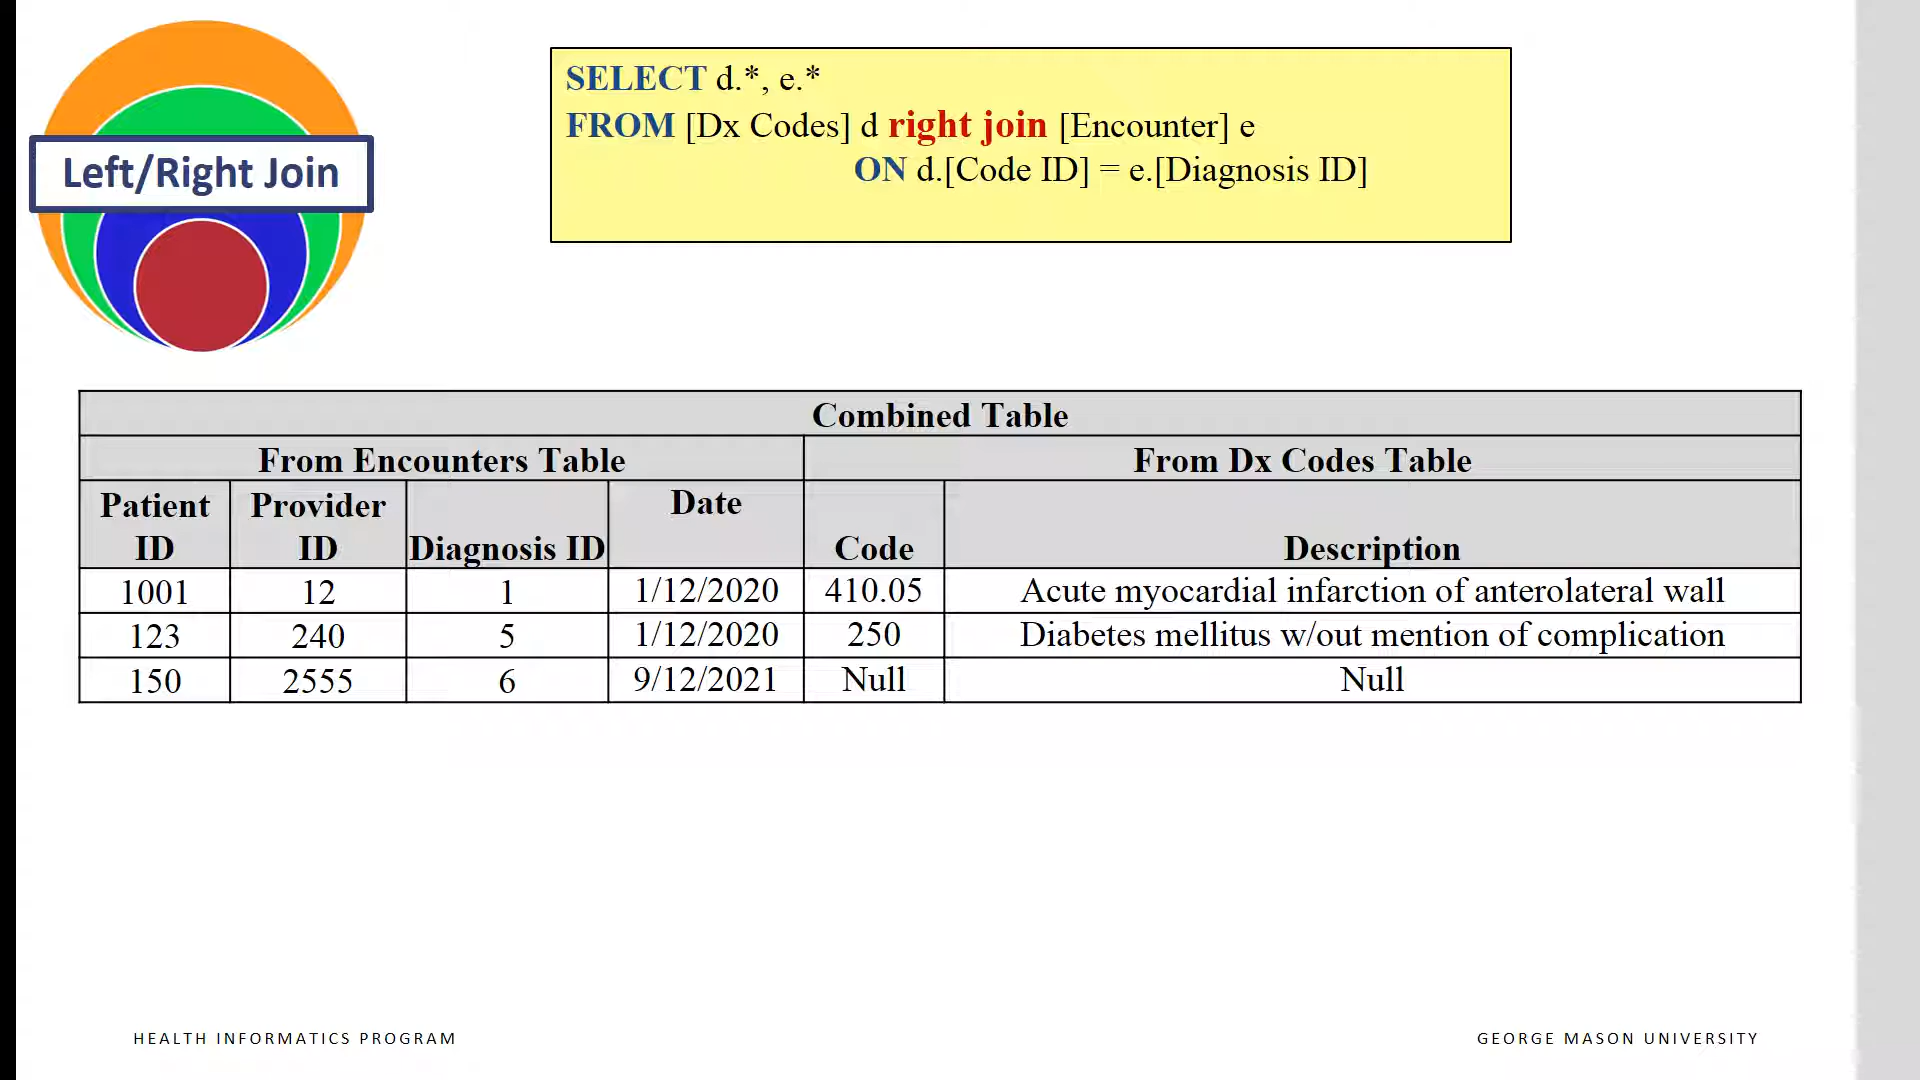 Left/Right Join
SELECT d.*, e.*
FROM [Dx Codes] d right join [Encounter] e
ON d.[Code ID] = e.[Diagnosis ID]
Combined Table
From Encounters Table From Dx Codes Table
Patient ID Provider ID Diagnosis ID Date Code Description
1001 12 1 1/12/2020 410.05 Acute myocardial infarction of anterolateral wall
123 240 5 1/12/2020 250 Diabetes mellitus w/out mention of complication
150 2555 6 9/12/2021 Null Null
HEALTH INFORMATICS PROGRAM GEORGE MASON UNIVERSITY